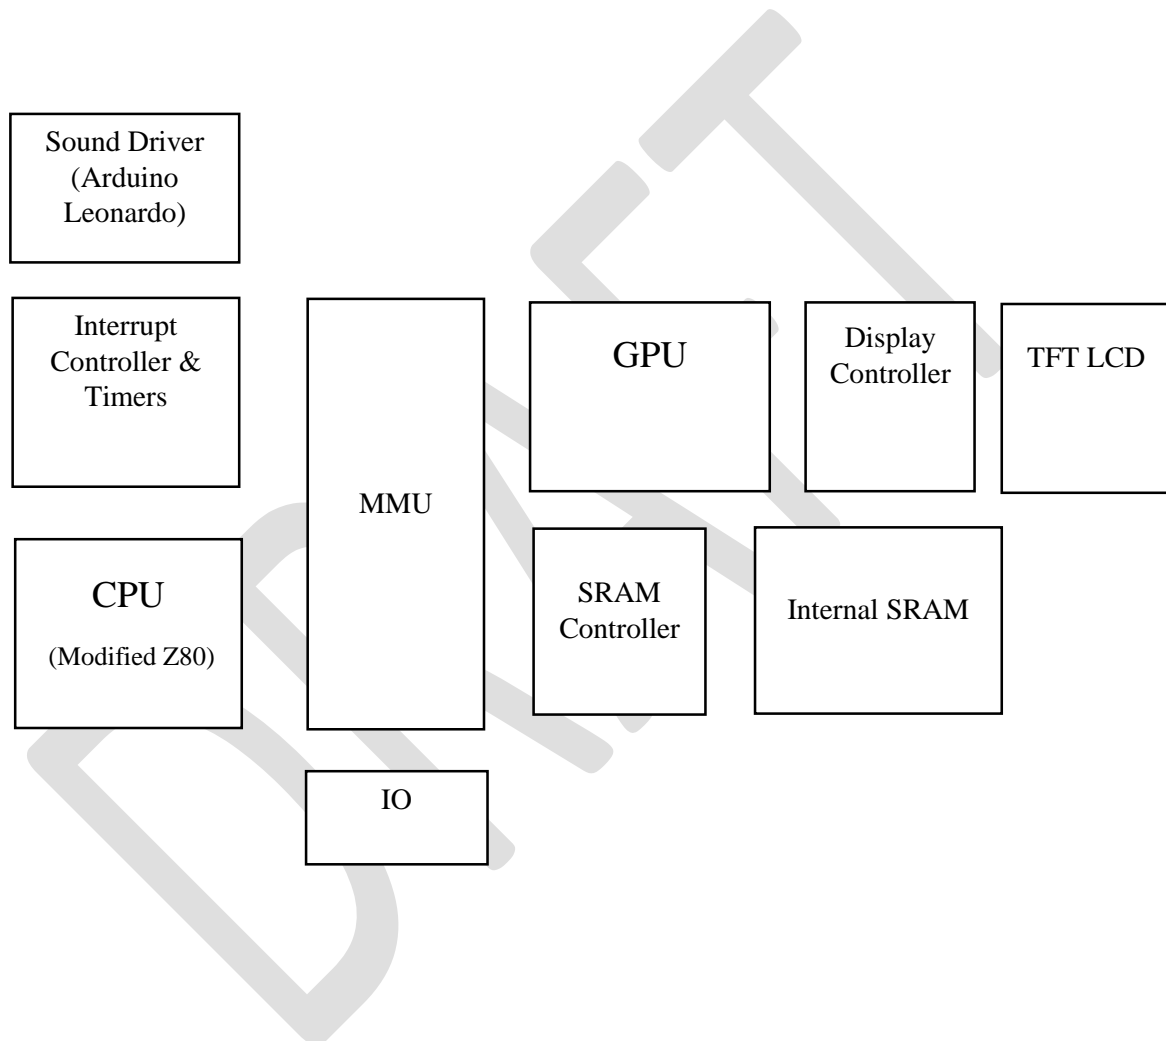 Sound Driver
(Arduino
Leonardo)
Interrupt
Controller &
Timers
MMU
GPU
Display
Controller
TFT LCD
CPU
(Modified Z80)
SRAM
Controller
Internal SRAM
IO
DRAFT